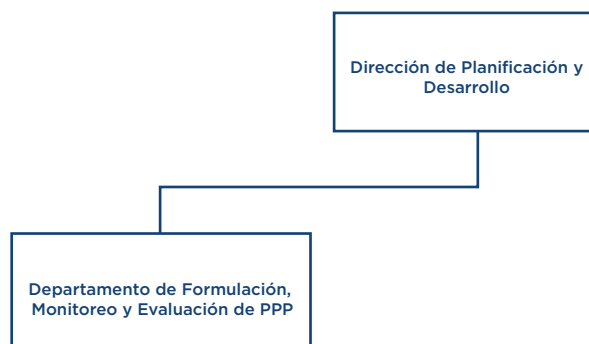 Dirección de Planificación y
Desarrollo
Departamento de Formulación,
Monitoreo y Evaluación de PPP